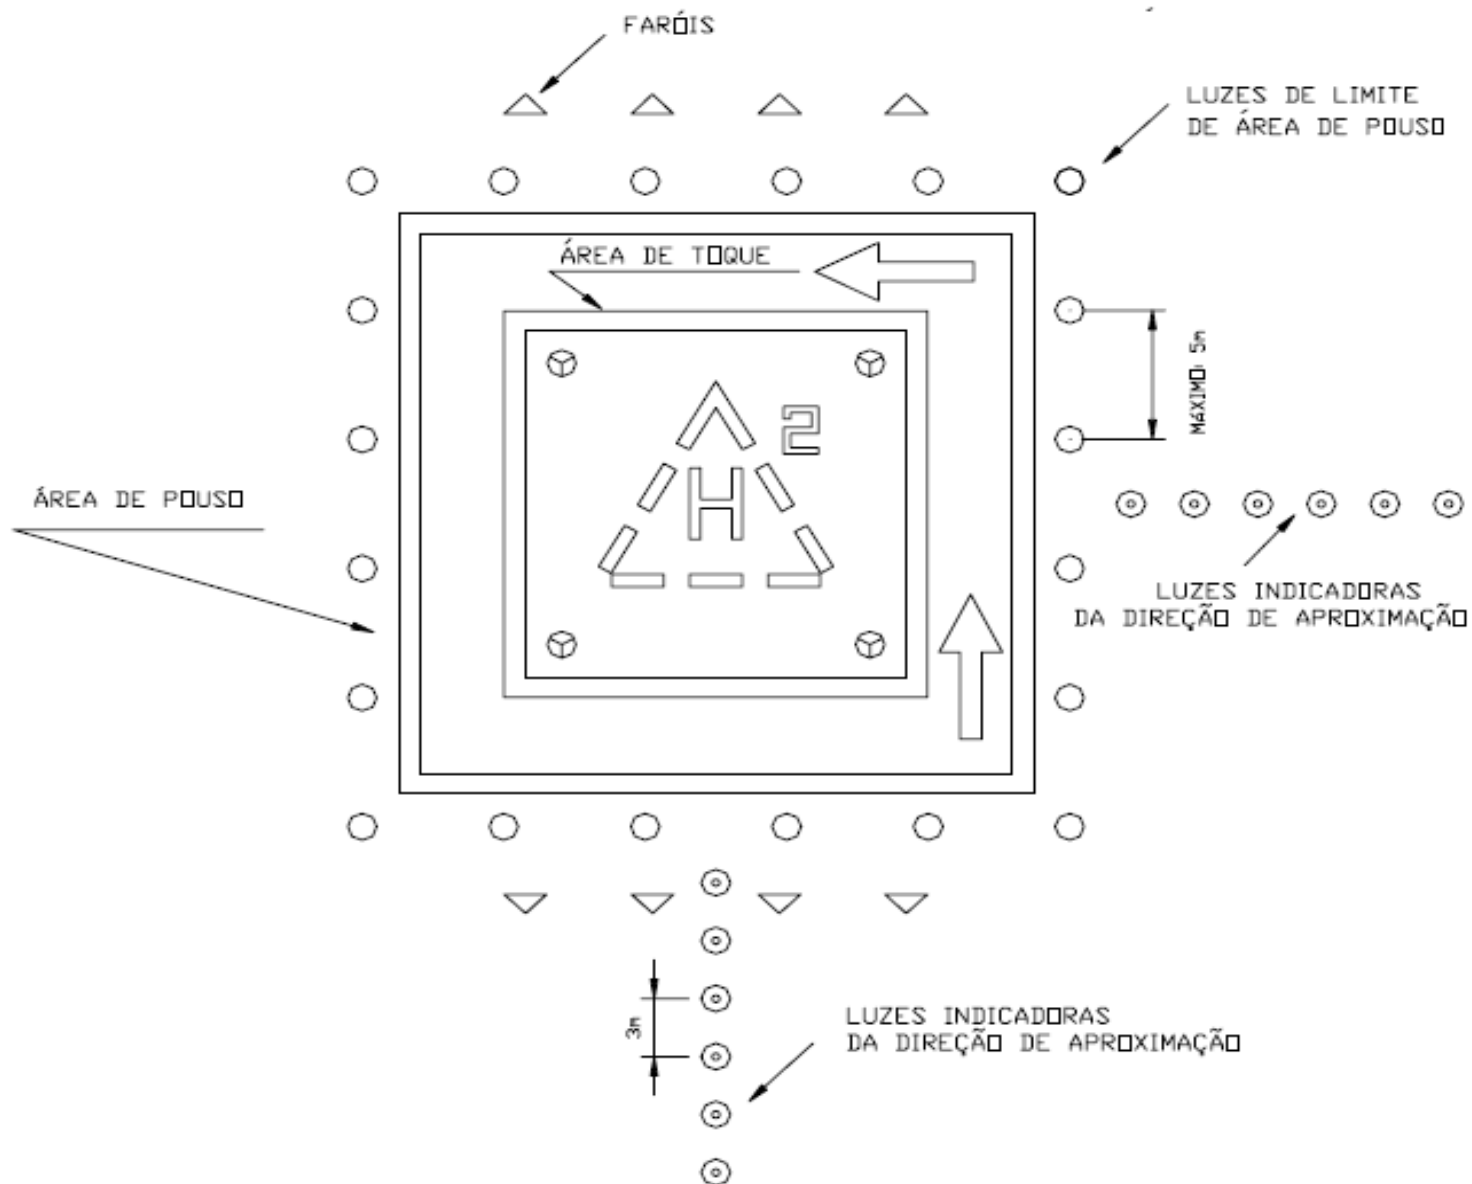 FARÓIS
LUZES DE LIMITE
DE ÁREA DE POUSO
ÁREA DE TOQUE
MÁXIMO: 5m
2
H
ÁREA DE POUSO
LUZES INDICADORAS
DA DIREÇÃO DE APROXIMAÇÃO
3m
LUZES INDICADORAS
DA DIREÇÃO DE APROXIMAÇÃO